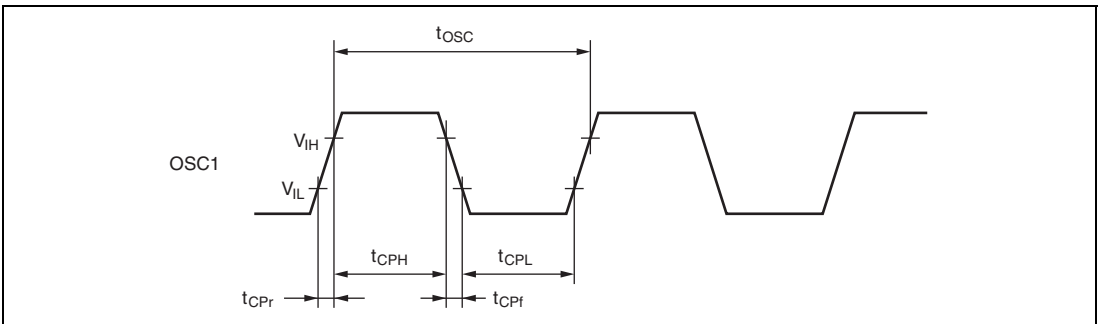 tOSC
VIH
OSC1
VIL
tCPH
tCPL
tCPr
tCPf